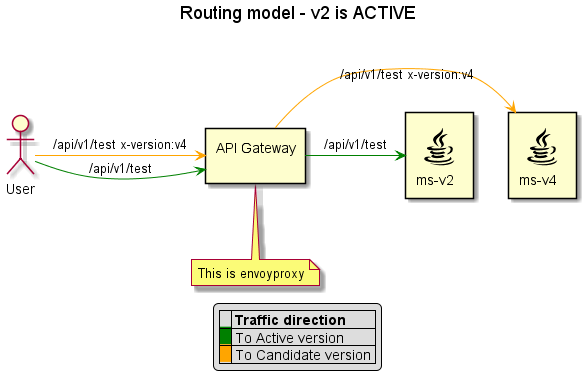 Routing model - v2 is ACTIVE
/api/v1/test x-version:v4
/api/v1/test x-version:v4
/api/v1/test
/api/v1/test
API Gateway
User
ms-v2
ms-v4
This is envoyproxy
Traffic direction
To Active version
To Candidate version